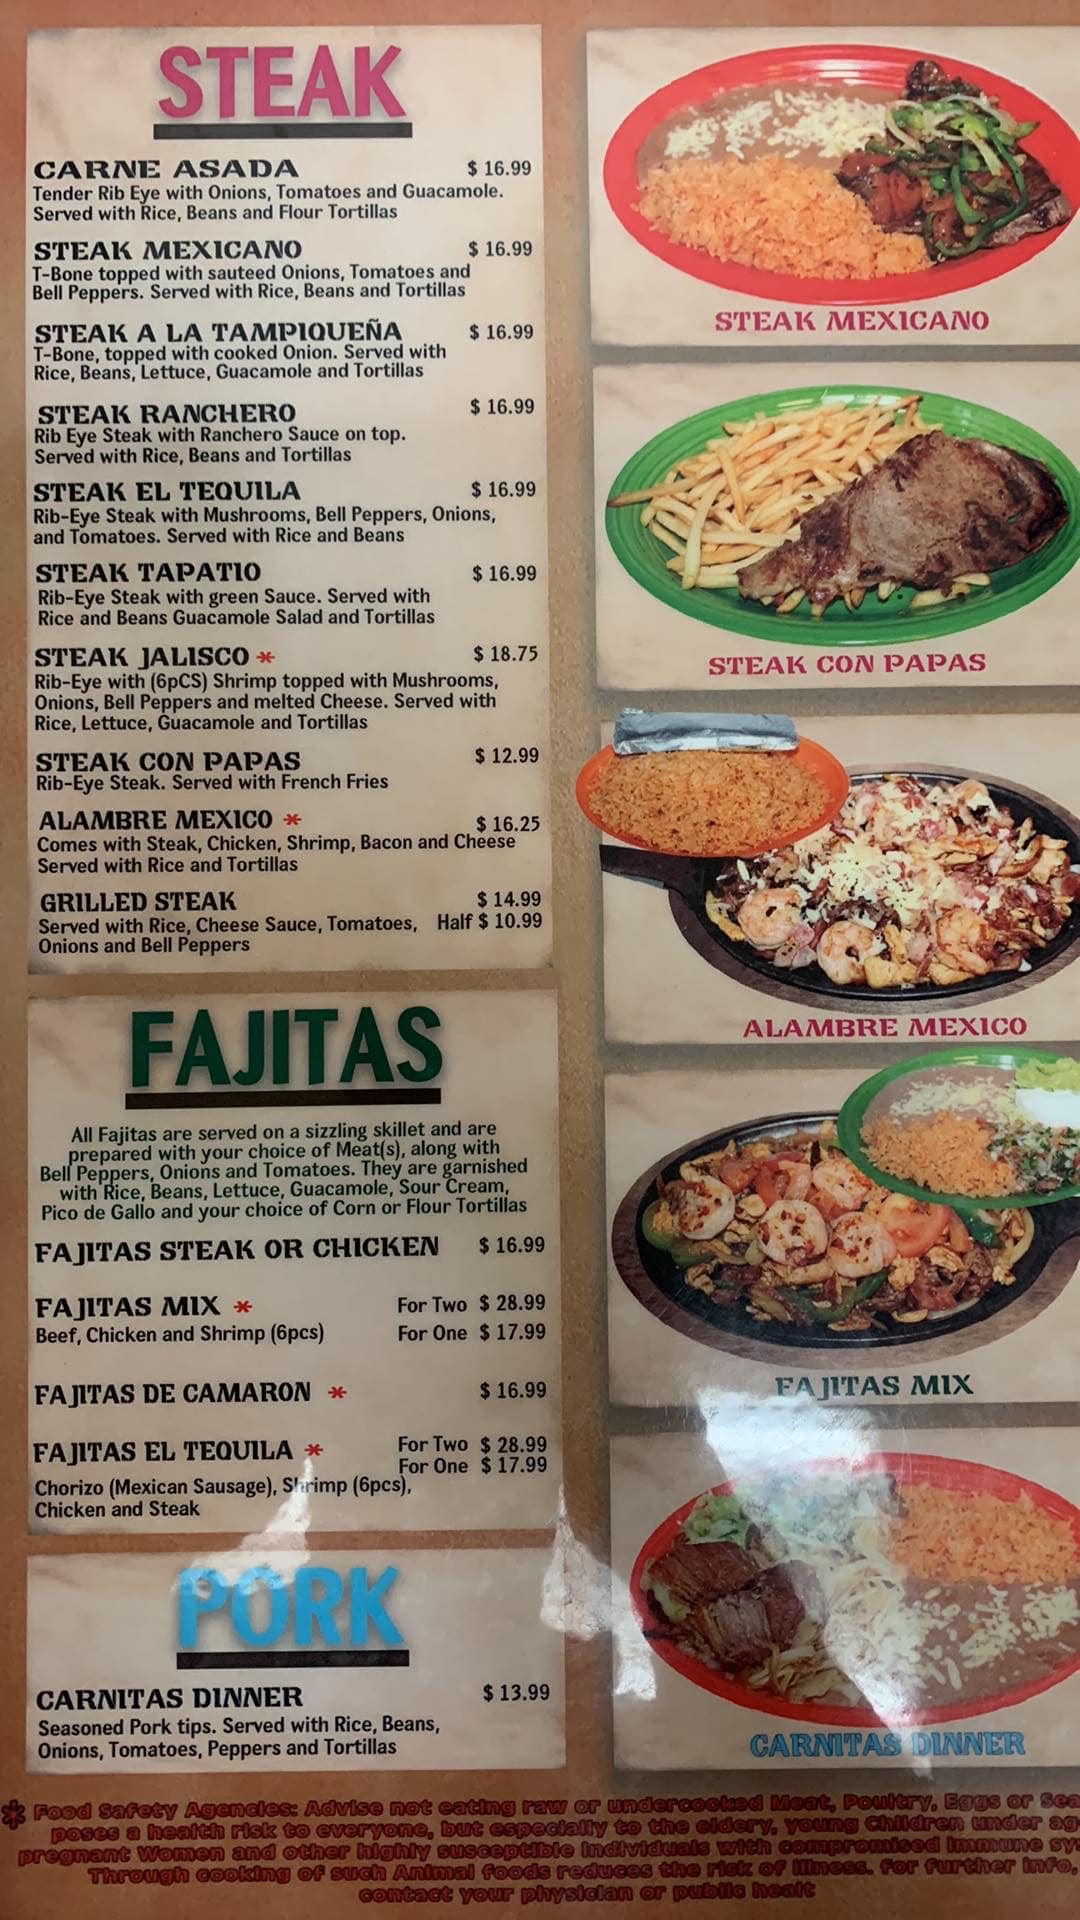 STEAK
CARNE ASADA $ 16.99
Tender Rib Eye with Onions, Tomatoes and Guacamole.
Served with Rice, Beans and Flour Tortillas
STEAK MEXICANO $ 16.99
T-Bone topped with sauteed Onions, Tomatoes and
Bell Peppers. Served with Rice, Beans and Tortillas
STEAK A LA TAMPIQUEÑA $ 16.99
T-Bone, topped with cooked Onion. Served with
Rice, Beans, Lettuce, Guacamole and Tortillas
STEAK RANCHERO $ 16.99
Rib Eye Steak with Ranchero Sauce on top.
Served with Rice, Beans and Tortillas
STEAK EL TEQUILA $ 16.99
Rib-Eye Steak with Mushrooms, Bell Peppers, Onions,
and Tomatoes. Served with Rice and Beans
STEAK TAPATIO $ 16.99
Rib-Eye Steak with green Sauce. Served with
Rice and Beans Guacamole Salad and Tortillas
STEAK JALISCO * $ 18.75
Rib-Eye with (6pCS) Shrimp topped with Mushrooms,
Onions, Bell Peppers and melted Cheese. Served with
Rice, Lettuce, Guacamole and Tortillas
STEAK CON PAPAS $ 12.99
Rib-Eye Steak. Served with French Fries
ALAMBRE MEXICO * $ 16.25
Comes with Steak, Chicken, Shrimp, Bacon and Cheese
Served with Rice and Tortillas
GRILLED STEAK $ 14.99
Served with Rice, Cheese Sauce, Tomatoes, Half $ 10.99
Onions and Bell Peppers
FAJITAS
All Fajitas are served on a sizzling skillet and are
prepared with your choice of Meat(s), along with
Bell Peppers, Onions and Tomatoes. They are garnished
with Rice, Beans, Lettuce, Guacamole, Sour Cream,
Pico de Gallo and your choice of Corn or Flour Tortillas
FAJITAS STEAK OR CHICKEN $ 16.99
FAJITAS MIX * For Two $ 28.99
Beef, Chicken and Shrimp (6pcs) For One $ 17.99
FAJITAS DE CAMARON * $ 16.99
FAJITAS EL TEQUILA * For Two $ 28.99
For One $ 17.99
Chorizo (Mexican Sausage), Shrimp (6pcs),
Chicken and Steak
PORK
CARNITAS DINNER $ 13.99
Seasoned Pork tips. Served with Rice, Beans,
Onions, Tomatoes, Peppers and Tortillas
STEAK MEXICANO
STEAK CON PAPAS
ALAMBRE MEXICO
FAJITAS MIX
CARNITAS DINNER
* Food Safety Agencies: Advise not eating raw or undercooked Meat, Poultry, Eggs or Sea
poses a health risk to everyone, but especially to the eldery, young Children under ag
pregnant Women and other highly susceptible Individuals with compromised Immune sy
Through cooking of such Animal foods reduces the risk of Illness. for further info,
contact your physician or public healt